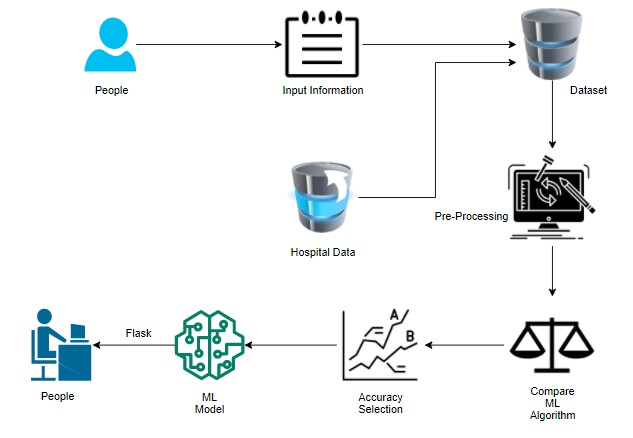 People
Input Information
Dataset
Hospital Data
Pre-Processing
Compare
ML
Algorithm
A
B
Accuracy
Selection
ML
Model
Flask
People